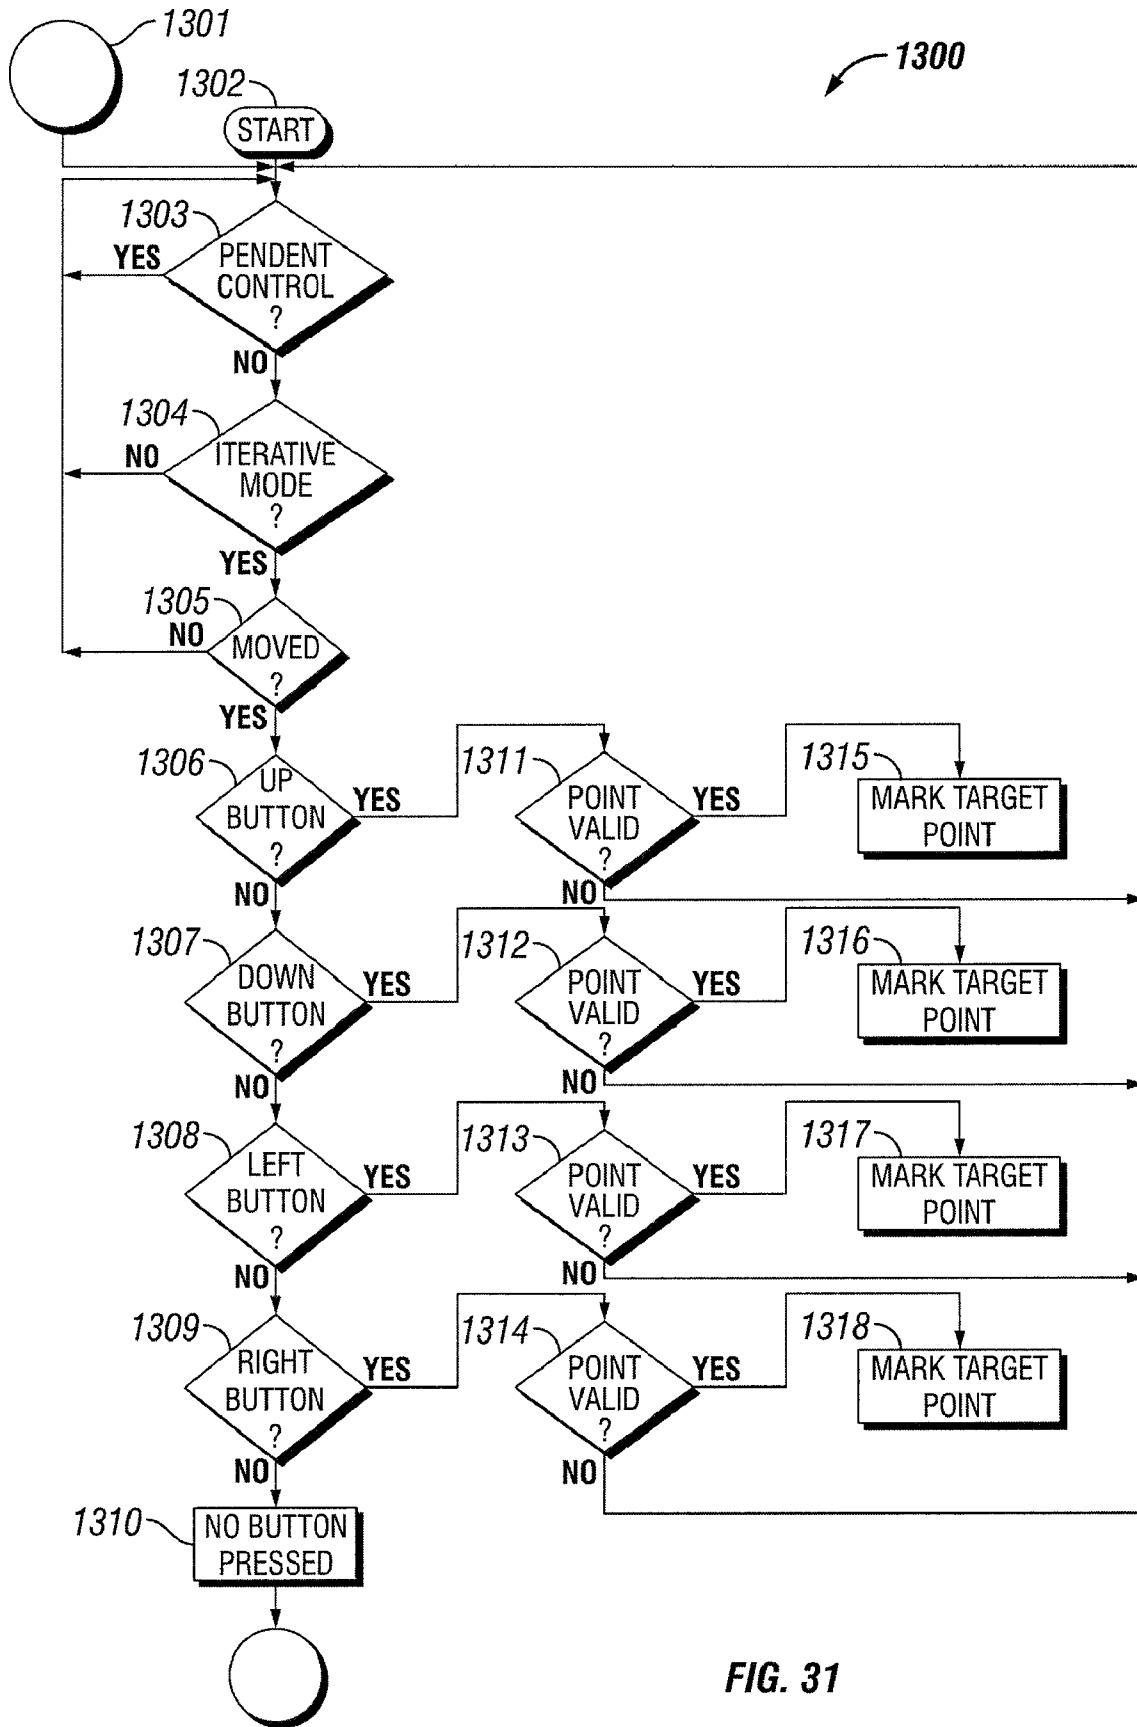 1301
1300
1302
START
1303
YES
PENDENT
CONTROL
?
NO
1304
NO
ITERATIVE
MODE
?
YES
1305
NO
MOVED
?
YES
1306
UP
BUTTON
?
YES
NO
1311
POINT
VALID
?
YES
NO
1315
MARK TARGET
POINT
1307
DOWN
BUTTON
?
YES
NO
1312
POINT
VALID
?
YES
NO
1316
MARK TARGET
POINT
1308
LEFT
BUTTON
?
YES
NO
1313
POINT
VALID
?
YES
NO
1317
MARK TARGET
POINT
1309
RIGHT
BUTTON
?
YES
NO
1314
POINT
VALID
?
YES
NO
1318
MARK TARGET
POINT
1310
NO BUTTON
PRESSED
FIG. 31